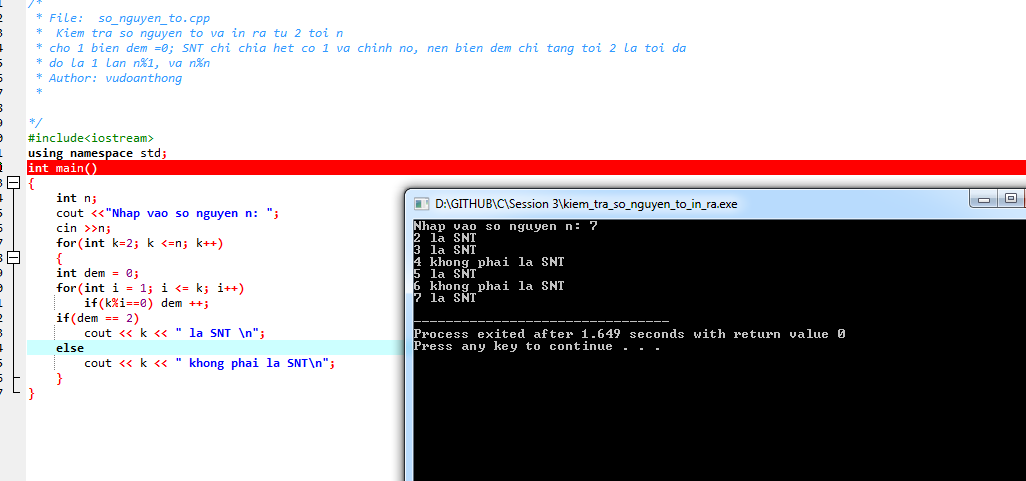 /*
* File:  so_nguyen_to.cpp
*  Kiem tra so nguyen to va in ra tu 2 toi n
* cho 1 bien dem =0; SNT chi chia het co 1 va chinh no, nen bien dem chi tang toi 2 la toi da
* do la 1 lan n%1, va n%n
* Author: vudoanthong
*
*/
#include<iostream>
using namespace std;
int main()
{
int n;
cout <<"Nhap vao so nguyen n: ";
cin >>n;
for(int k=2; k <=n; k++)
{
int dem = 0;
for(int i = 1; i <= k; i++)
if(k%i==0) dem ++;
if(dem == 2)
cout << k << " la SNT \n";
else
cout << k << " khong phai la SNT\n";
}
}
D:\GITHUB\C\Session 3\kiem_tra_so_nguyen_to_in_ra.exe
Nhap vao so nguyen n: 7
2 la SNT
3 la SNT
4 khong phai la SNT
5 la SNT
6 khong phai la SNT
7 la SNT
--------------------------------
Process exited after 1.649 seconds with return value 0
Press any key to continue . . .